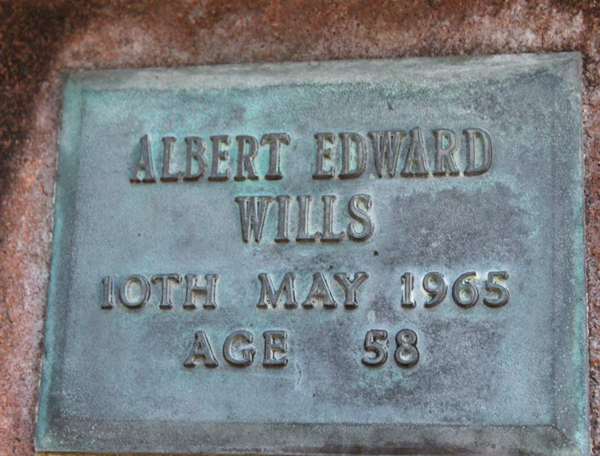 ALBERT EDWARD
WILLS
10TH MAY 1965
AGE 58